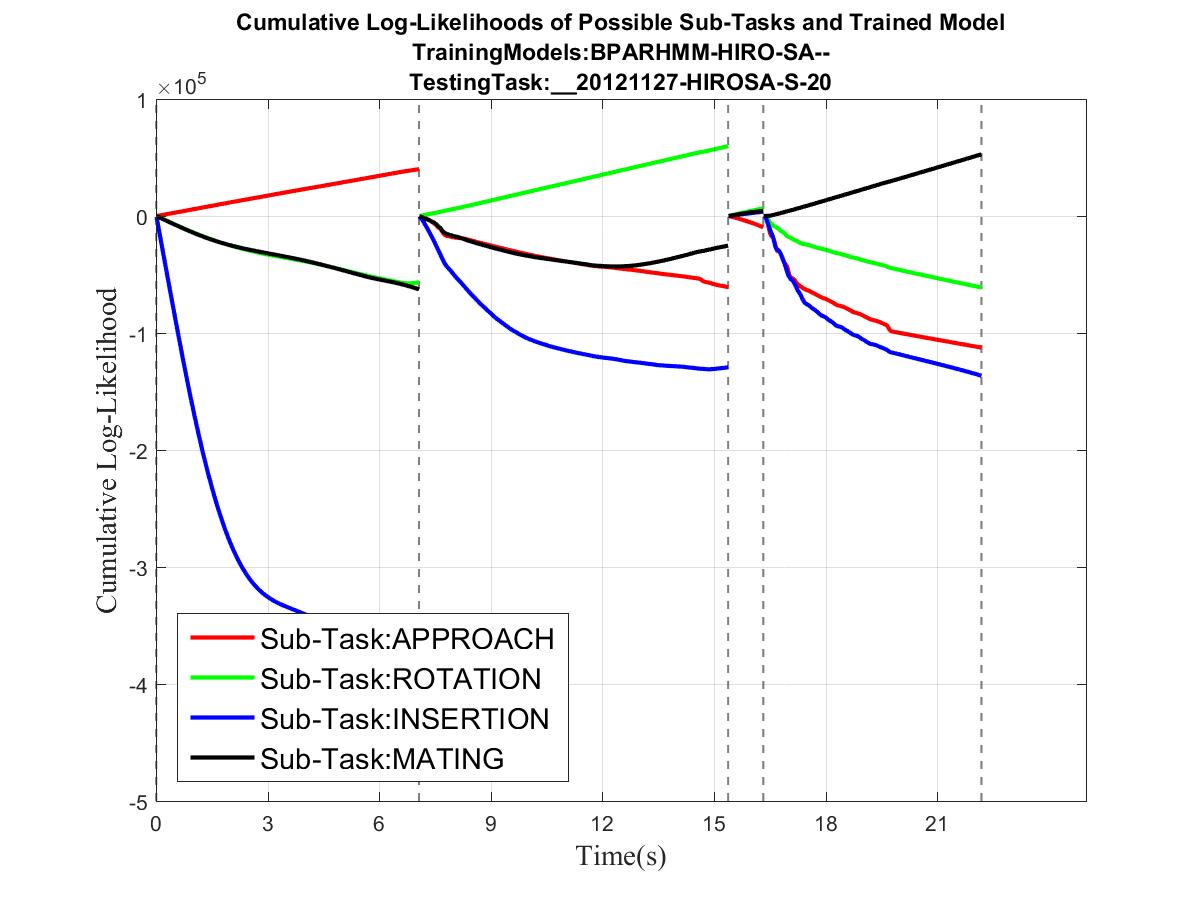 Cumulative Log-Likelihoods of Possible Sub-Tasks and Trained Model
TrainingModels:BPARHMM-HIRO-SA--
TestingTask:__20121127-HIROSA-S-20
×10^5
1
0
-1
-2
-3
-4
-5
Cumulative Log-Likelihood
Sub-Task:APPROACH
Sub-Task:ROTATION
Sub-Task:INSERTION
Sub-Task:MATING
0 3 6 9 12 15 18 21
Time(s)